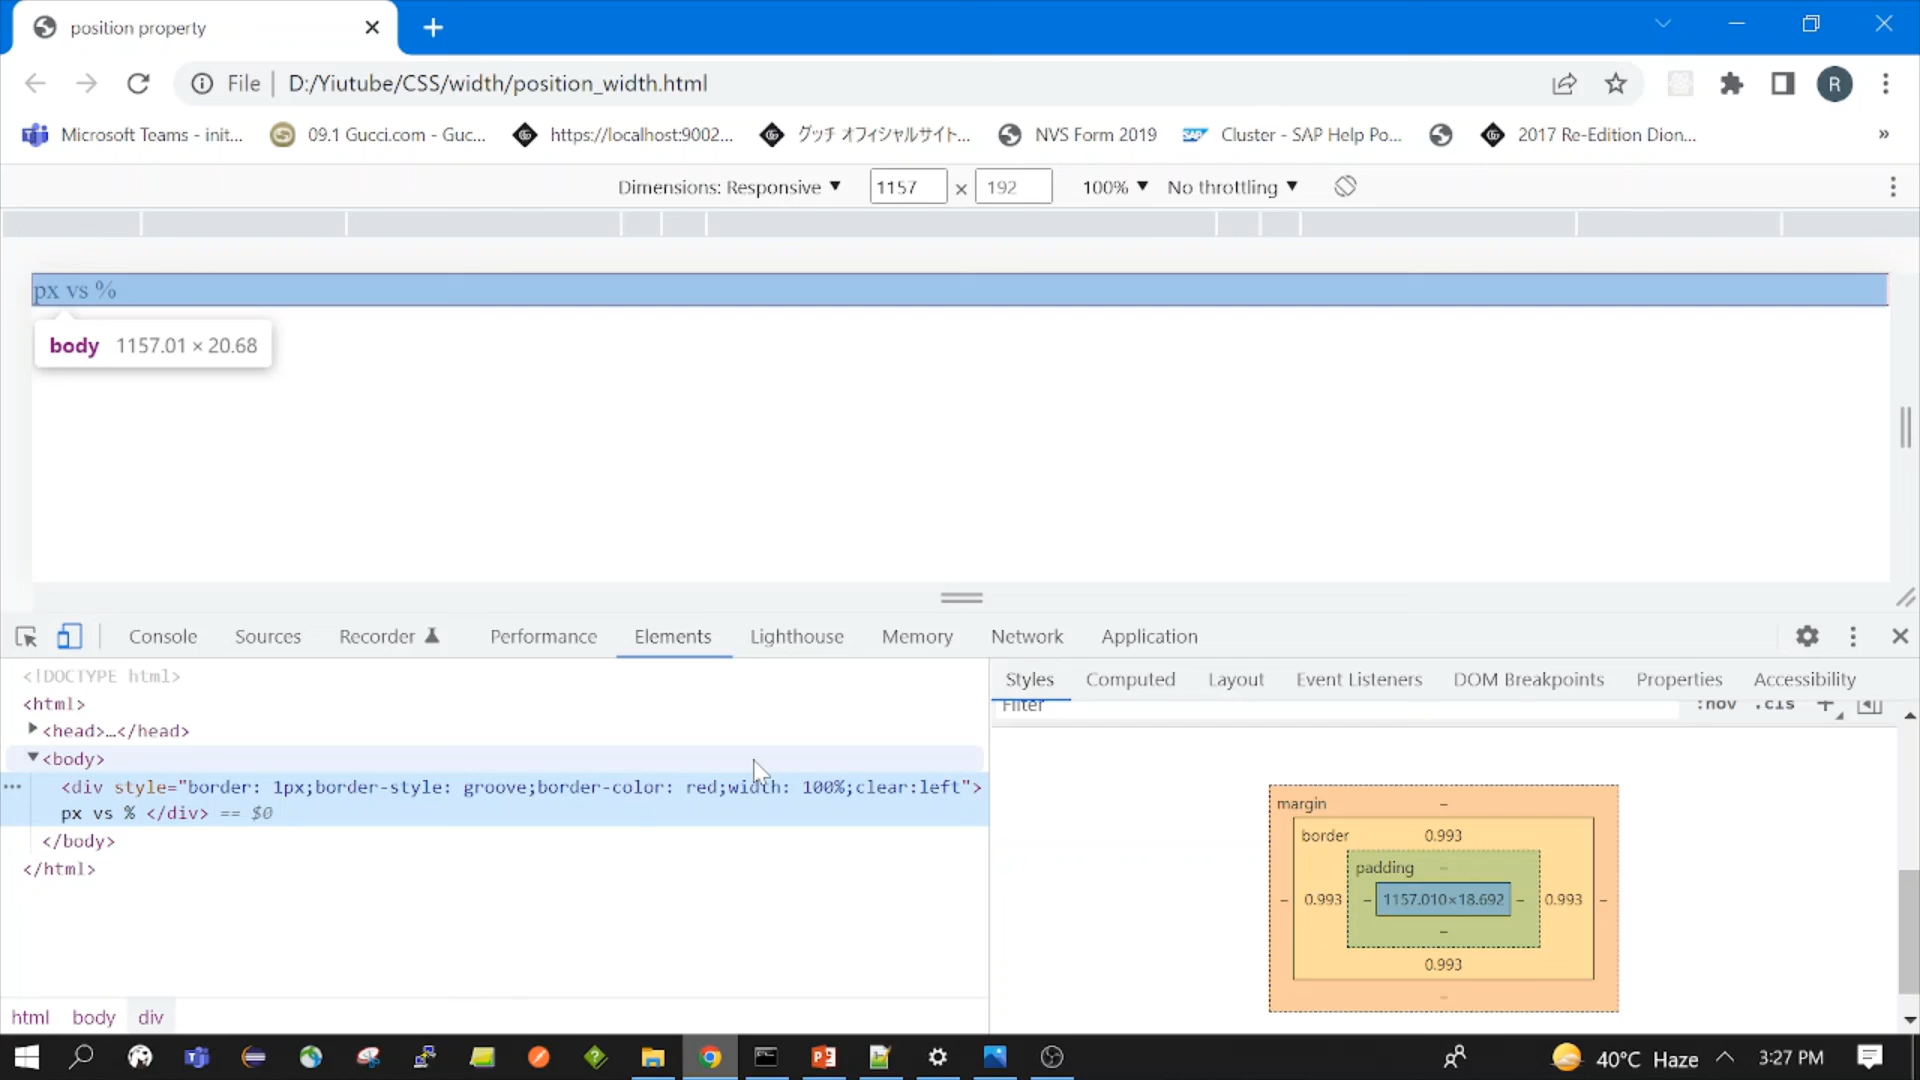 position property
File
D:/Yiutube/CSS/width/position_width.html
R
Microsoft Teams - init...
09.1 Gucci.com - Guc...
https://localhost:9002...
グッチ オフィシャルサイト...
NVS Form 2019
Cluster - SAP Help Po...
2017 Re-Edition Dion...
»
Dimensions: Responsive
1157
×
192
100%
No throttling
px vs %
body 1157.01 × 20.68
Console
Sources
Recorder
Performance
Elements
Lighthouse
Memory
Network
Application
<!DOCTYPE html>
<html>
<head>…</head>
<body>
<div style="border: 1px;border-style: groove;border-color: red;width: 100%;clear:left">
px vs % </div> == $0
</body>
</html>
html body div
Styles
Computed
Layout
Event Listeners
DOM Breakpoints
Properties
Accessibility
Filter
:hov .cls +
margin –
border 0.993
padding –
– 0.993 – 1157.010×18.692 – 0.993 –
–
0.993
–
40°C Haze
3:27 PM